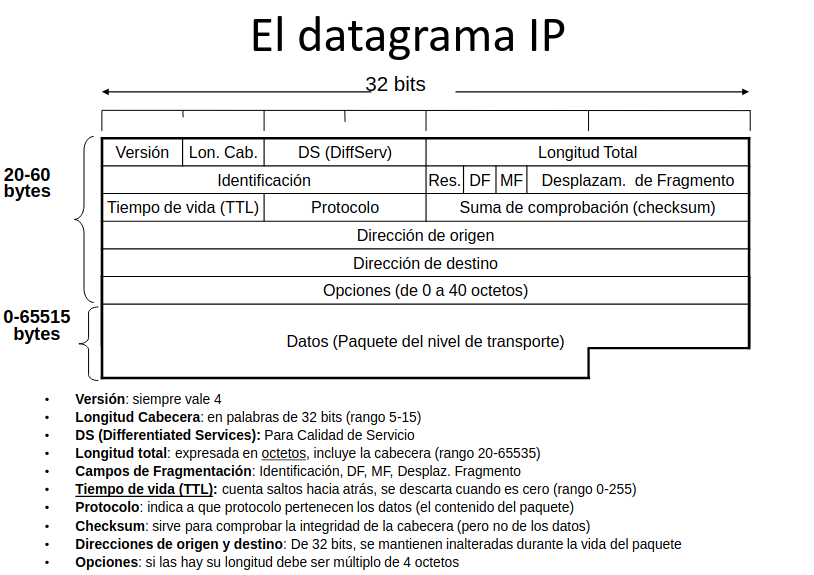 El datagrama IP
32 bits
20-60
bytes
Versión Lon. Cab. DS (DiffServ) Longitud Total
Identificación Res. DF MF Desplazam. de Fragmento
Tiempo de vida (TTL) Protocolo Suma de comprobación (checksum)
Dirección de origen
Dirección de destino
Opciones (de 0 a 40 octetos)
0-65515
bytes
Datos (Paquete del nivel de transporte)
• Versión: siempre vale 4
• Longitud Cabecera: en palabras de 32 bits (rango 5-15)
• DS (Differentiated Services): Para Calidad de Servicio
• Longitud total: expresada en octetos, incluye la cabecera (rango 20-65535)
• Campos de Fragmentación: Identificación, DF, MF, Desplaz. Fragmento
• Tiempo de vida (TTL): cuenta saltos hacia atrás, se descarta cuando es cero (rango 0-255)
• Protocolo: indica a que protocolo pertenecen los datos (el contenido del paquete)
• Checksum: sirve para comprobar la integridad de la cabecera (pero no de los datos)
• Direcciones de origen y destino: De 32 bits, se mantienen inalteradas durante la vida del paquete
• Opciones: si las hay su longitud debe ser múltiplo de 4 octetos